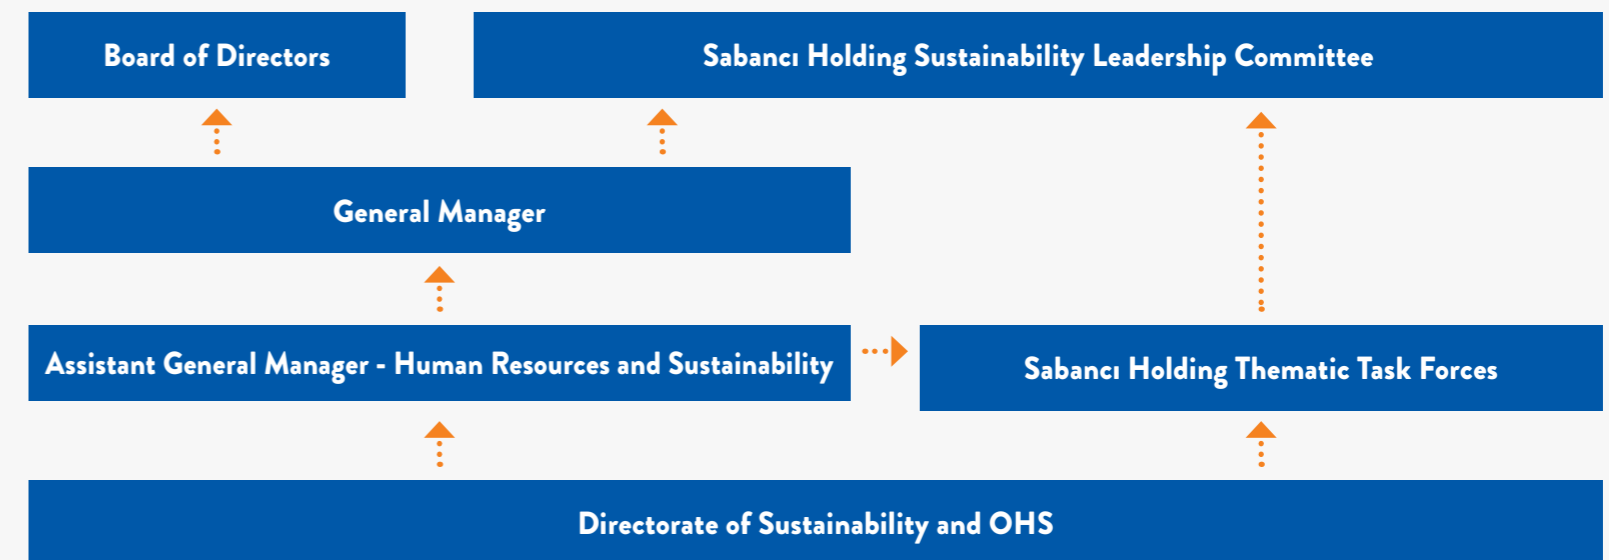 Board of Directors
Sabancı Holding Sustainability Leadership Committee
General Manager
Assistant General Manager - Human Resources and Sustainability
Sabancı Holding Thematic Task Forces
Directorate of Sustainability and OHS